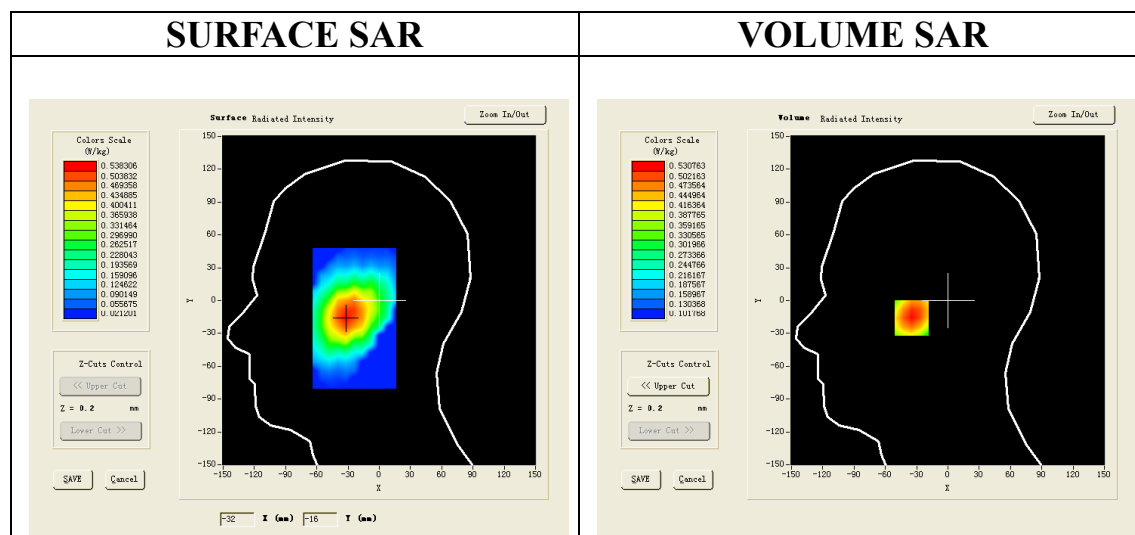 SURFACE SAR
VOLUME SAR
Surface Radiated Intensity
Zoom In/Out
Colors Scale
(W/kg)
0.538306
0.503832
0.469358
0.434885
0.400411
0.365938
0.331464
0.296990
0.262517
0.228043
0.193569
0.159096
0.124622
0.090149
0.055675
0.021201
Z-Cuts Control
<< Upper Cut
Z = 0.2 mm
Lower Cut >>
SAVE Cancel
150
120
90
60
30
0
-30
-60
-90
-120
-150
Y
-150 -120 -90 -60 -30 0 30 60 90 120 150
X
-32 X (mm) -16 Y (mm)
Volume Radiated Intensity
Zoom In/Out
Colors Scale
(W/kg)
0.530763
0.502163
0.473564
0.444964
0.416364
0.387765
0.359165
0.330565
0.301966
0.273366
0.244766
0.216167
0.187567
0.158967
0.130368
0.101768
Z-Cuts Control
<< Upper Cut
Z = 0.2 mm
Lower Cut >>
SAVE Cancel
150
120
90
60
30
0
-30
-60
-90
-120
-150
Y
-150 -120 -90 -60 -30 0 30 60 90 120 150
X